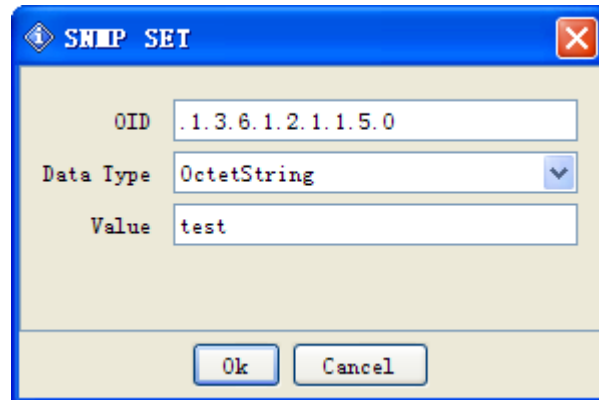 SNMP SET
OID .1.3.6.1.2.1.1.5.0
Data Type OctetString
Value test
Ok Cancel